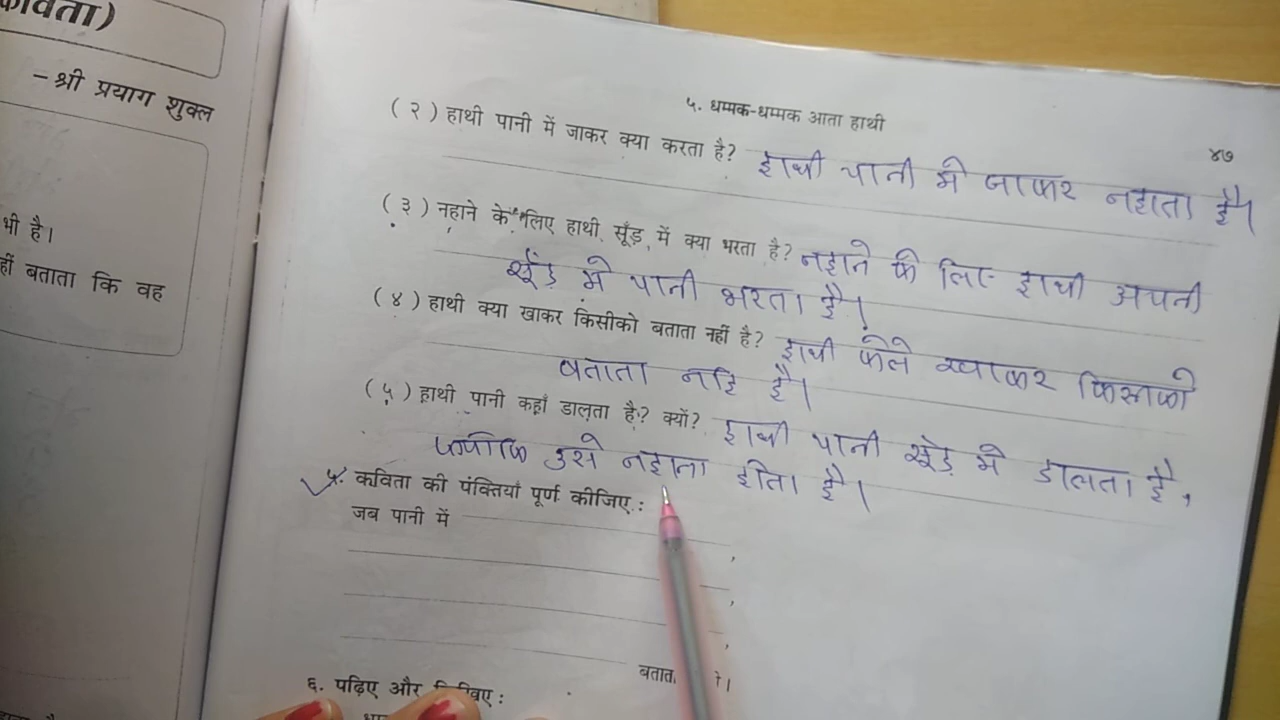 कविता)
–श्री प्रयाग शुक्ल
भी है।
हीं बताता कि वह
५. धम्मक-धम्मक आता हाथी
४७
(२) हाथी पानी में जाकर क्या करता है? हाथी पानी मे जाकर नहाता है।
(३) नहाने के लिए हाथी सूँड़ में क्या भरता है? नहाने के लिए हाथी अपनी
सूँड़ मे पानी भरता है।
(४) हाथी क्या खाकर किसीको बताता नहीं है? हाथी केले खाकर किसीको
बताता नहि है।
(५) हाथी पानी कहाँ डालता है? क्यों? हाथी पानी सूंड़ मे डालता है,
क्योंकि उसे नहाना होता है।
५. कविता की पंक्तियाँ पूर्ण कीजिए :
जब पानी में ,
,
,
६. पढ़िए और :